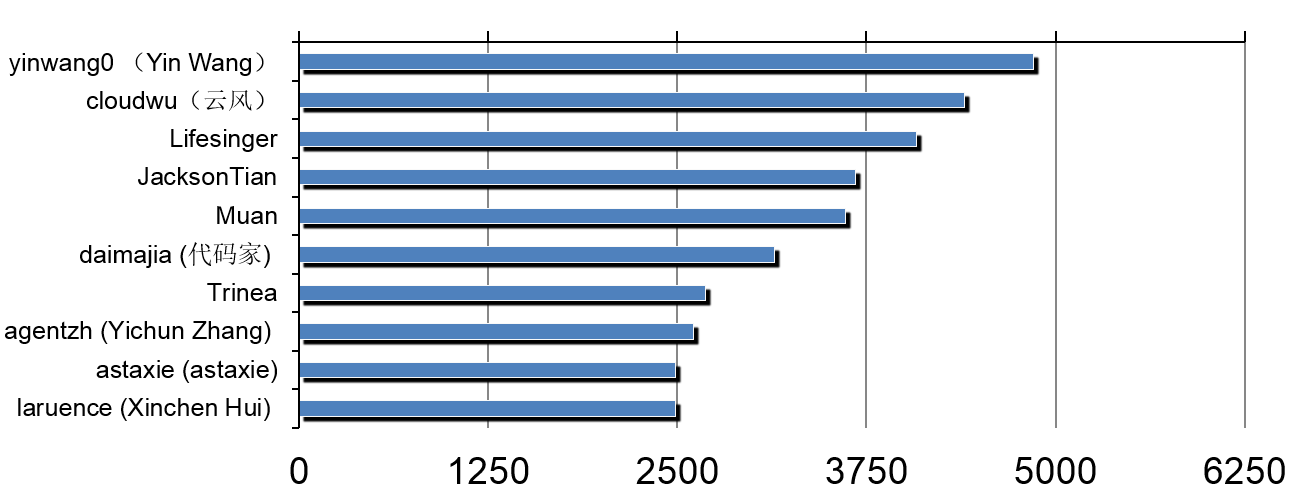 yinwang0 （Yin Wang）
cloudwu（云风）
Lifesinger
JacksonTian
Muan
daimajia (代码家)
Trinea
agentzh (Yichun Zhang)
astaxie (astaxie)
laruence (Xinchen Hui)
0 1250 2500 3750 5000 6250